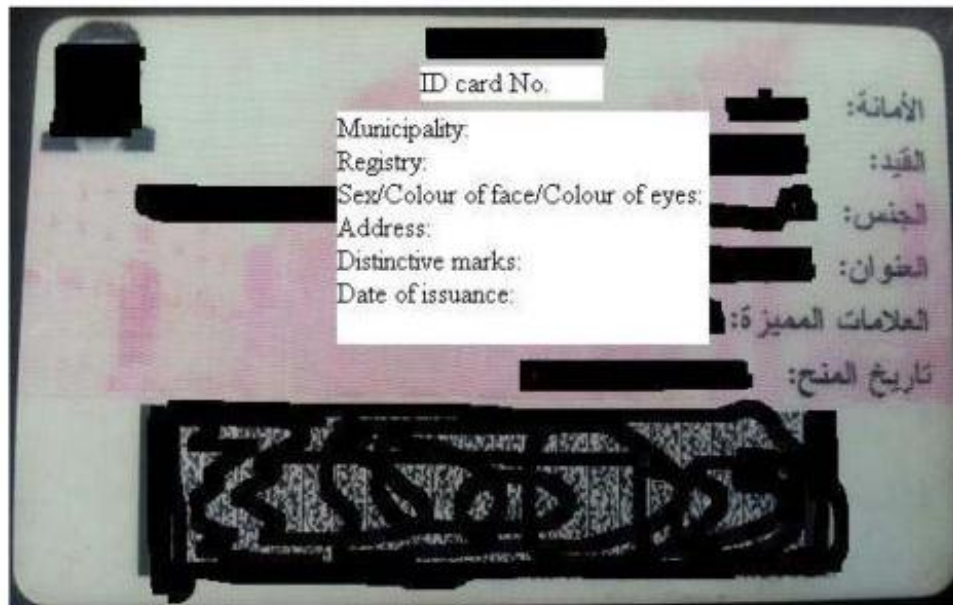 ID card No.
Municipality:
الأمانة:
Registry:
القيد:
Sex/Colour of face/Colour of eyes:
الجنس:
Address:
العنوان:
Distinctive marks:
العلامات المميزة:
Date of issuance:
تاريخ المنح: